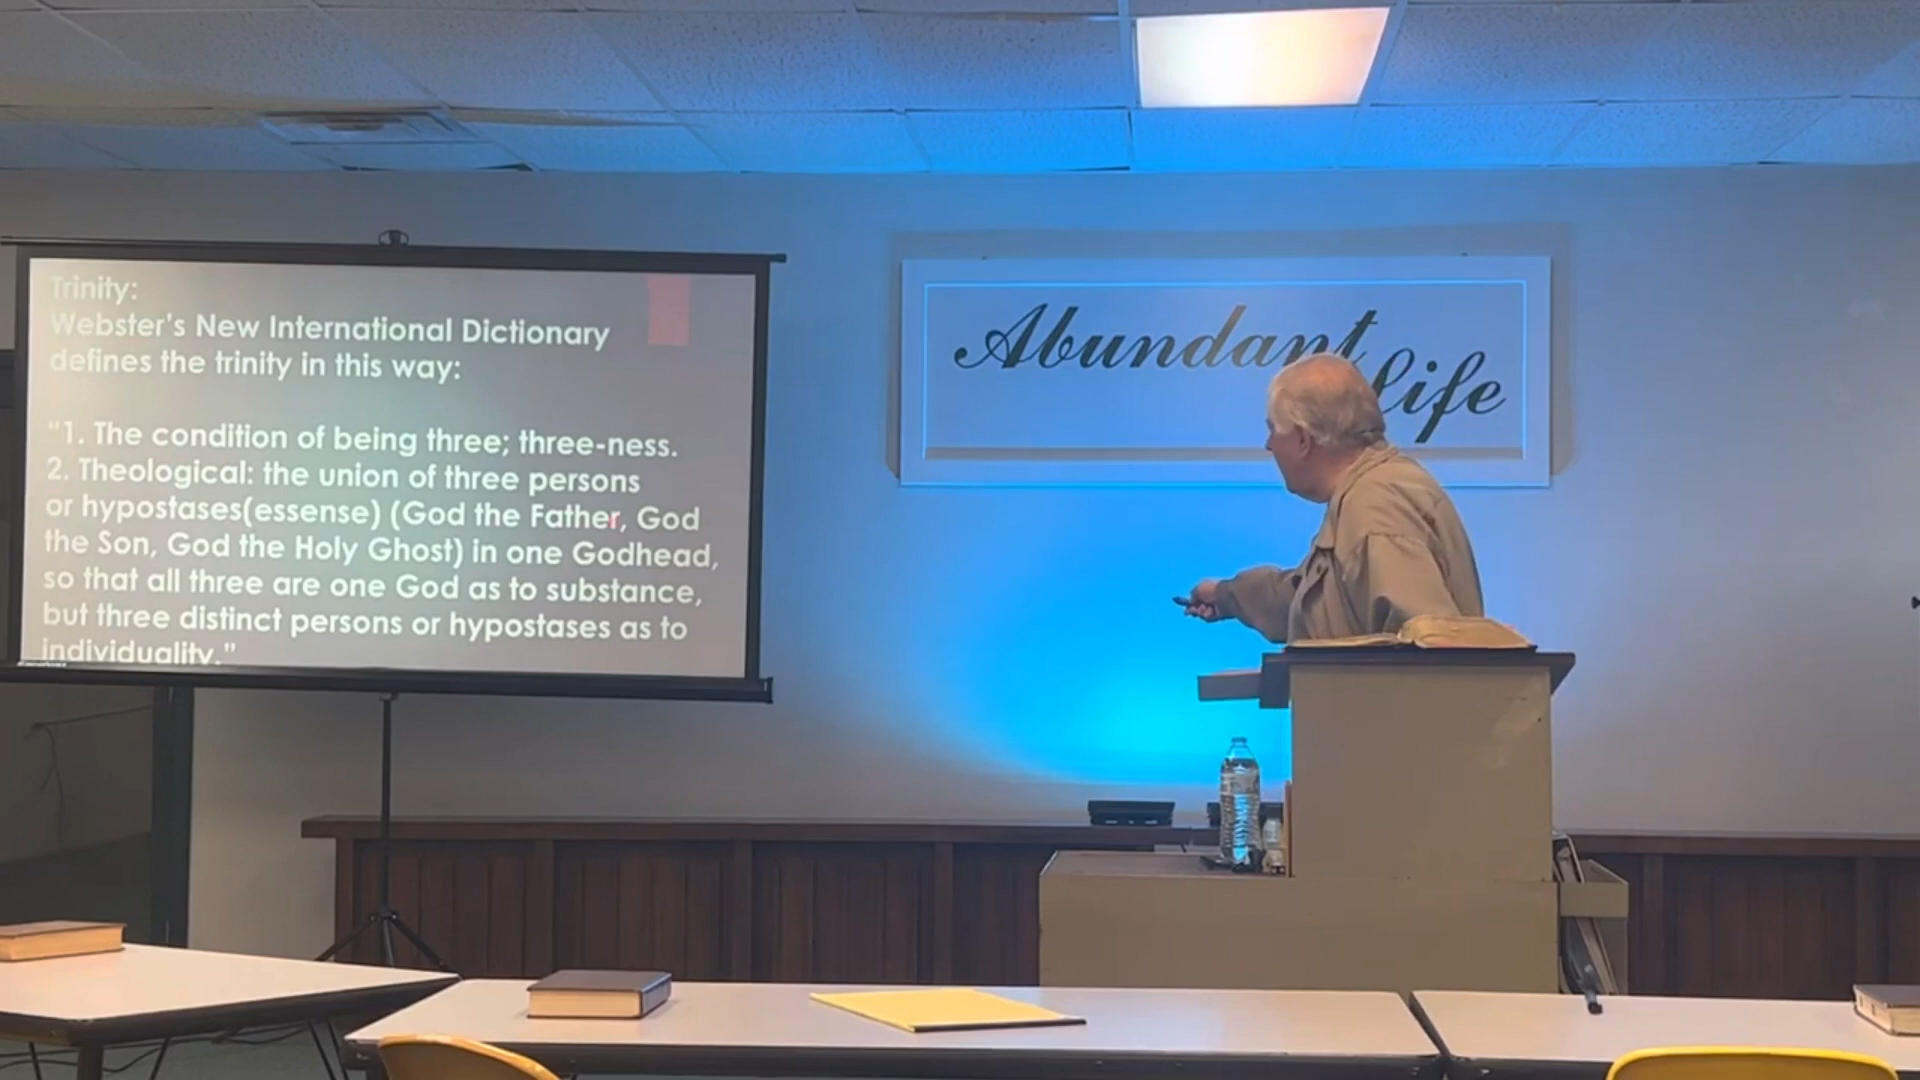 Trinity:
Webster's New International Dictionary
defines the trinity in this way:
"1. The condition of being three; three-ness.
2. Theological: the union of three persons
or hypostases(essense) (God the Father, God
the Son, God the Holy Ghost) in one Godhead,
so that all three are one God as to substance,
but three distinct persons or hypostases as to
individuality."
Abundant
Life